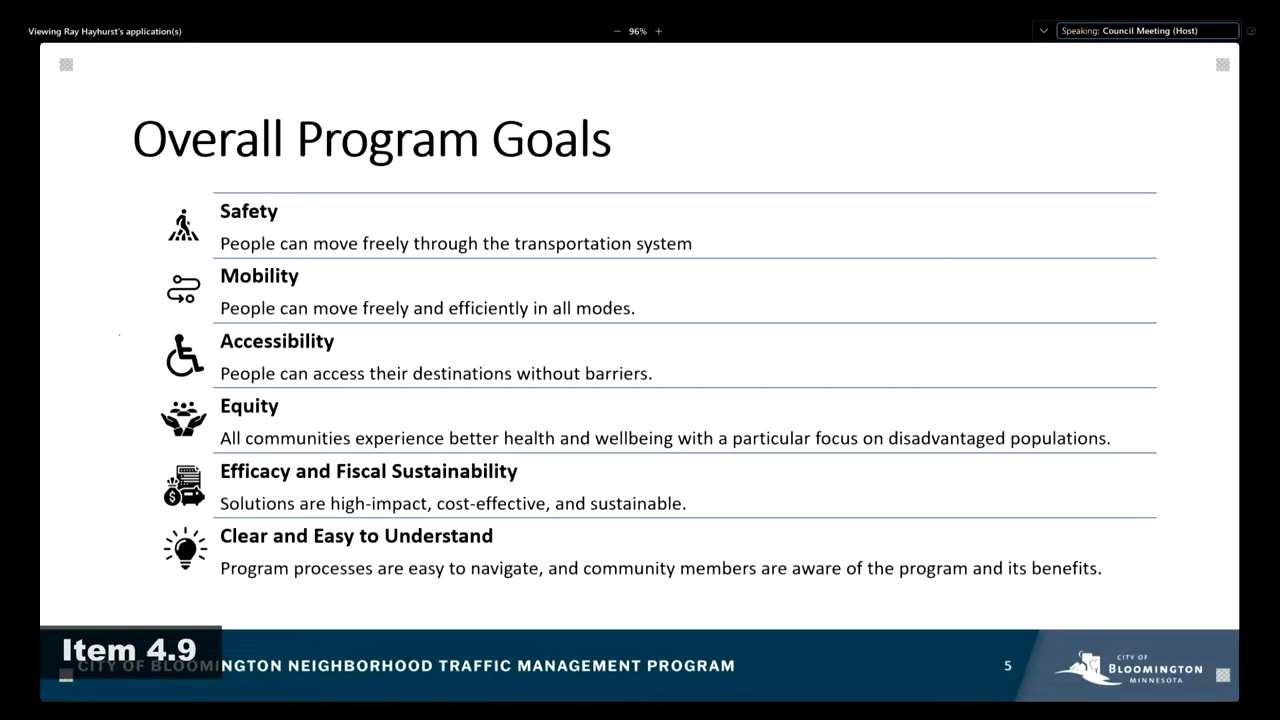 Viewing Ray Hayhurst's application(s)
96%
Speaking: Council Meeting (Host)
Overall Program Goals
Safety
People can move freely through the transportation system
Mobility
People can move freely and efficiently in all modes.
Accessibility
People can access their destinations without barriers.
Equity
All communities experience better health and wellbeing with a particular focus on disadvantaged populations.
Efficacy and Fiscal Sustainability
Solutions are high-impact, cost-effective, and sustainable.
Clear and Easy to Understand
Program processes are easy to navigate, and community members are aware of the program and its benefits.
Item 4.9
CITY OF BLOOMINGTON NEIGHBORHOOD TRAFFIC MANAGEMENT PROGRAM
5
CITY OF
BLOOMINGTON
MINNESOTA